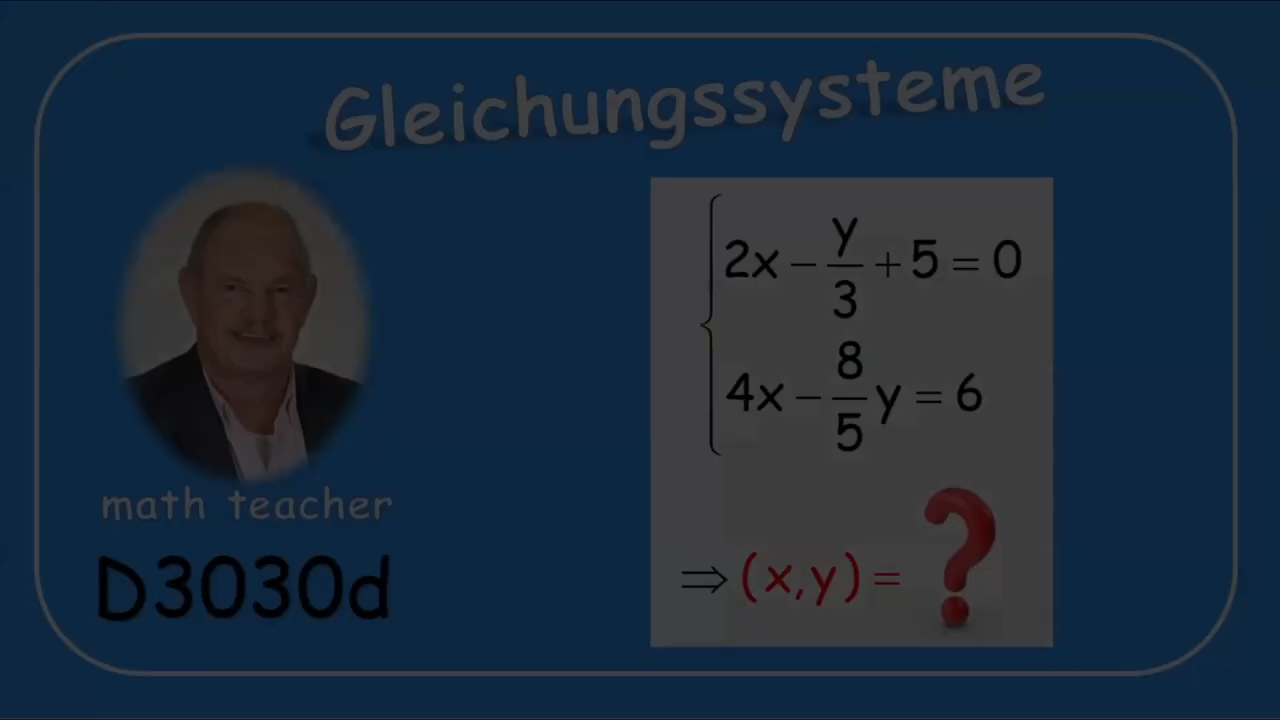 Gleichungssysteme
2x - y/3 + 5 = 0
4x - 8/5 y = 6
⇒ (x,y) = ?
math teacher
D3030d